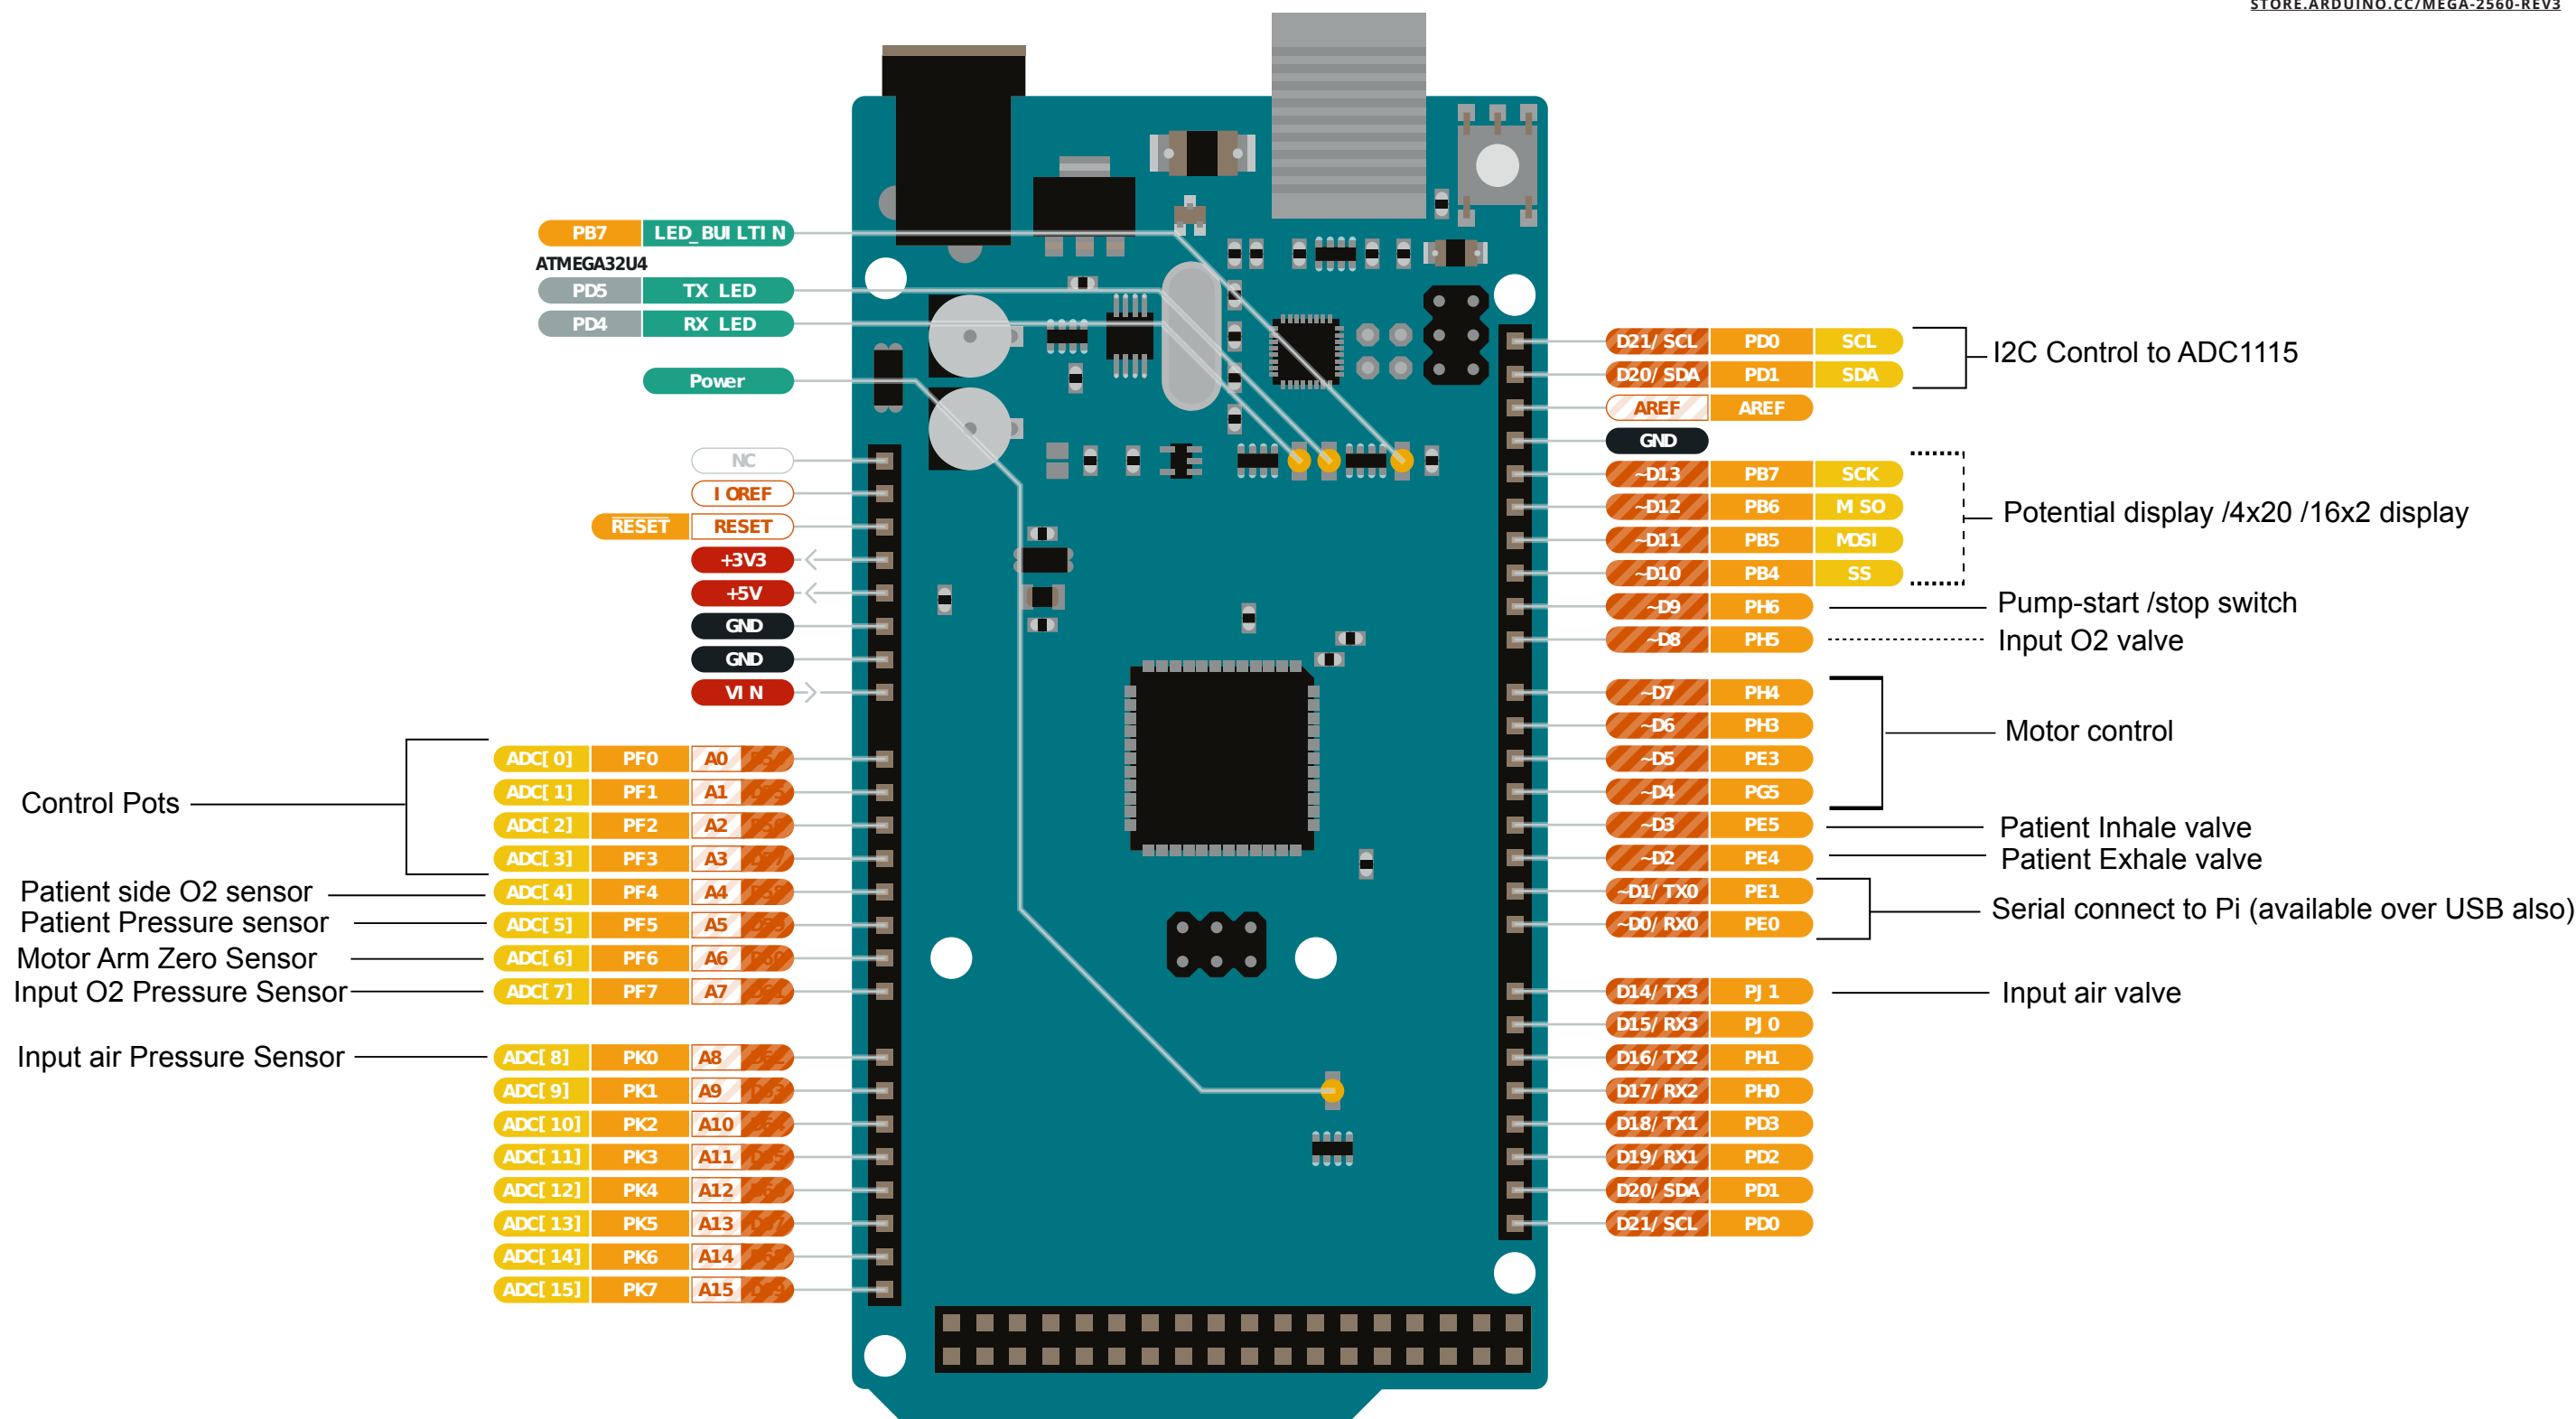 STORE.ARDUINO.CC/MEGA-2560-REV3
PB7 LED_BUILTIN
ATMEGA32U4
PD5 TX LED
PD4 RX LED
Power
NC
IOREF
RESET RESET
+3V3
+5V
GND
GND
VIN
Control Pots
ADC[0] PF0 A0
ADC[1] PF1 A1
ADC[2] PF2 A2
ADC[3] PF3 A3
Patient side O2 sensor ADC[4] PF4 A4
Patient Pressure sensor ADC[5] PF5 A5
Motor Arm Zero Sensor ADC[6] PF6 A6
Input O2 Pressure Sensor ADC[7] PF7 A7
Input air Pressure Sensor ADC[8] PK0 A8
ADC[9] PK1 A9
ADC[10] PK2 A10
ADC[11] PK3 A11
ADC[12] PK4 A12
ADC[13] PK5 A13
ADC[14] PK6 A14
ADC[15] PK7 A15
D21/SCL PD0 SCL
D20/SDA PD1 SDA
I2C Control to ADC1115
AREF AREF
GND
~D13 PB7 SCK
~D12 PB6 MISO
~D11 PB5 MOSI
~D10 PB4 SS
Potential display /4x20 /16x2 display
~D9 PH6 Pump-start /stop switch
~D8 PH5 Input O2 valve
~D7 PH4
~D6 PH3
~D5 PE3
~D4 PG5
Motor control
~D3 PE5 Patient Inhale valve
~D2 PE4 Patient Exhale valve
~D1/TX0 PE1
~D0/RX0 PE0
Serial connect to Pi (available over USB also)
D14/TX3 PJ1 Input air valve
D15/RX3 PJ0
D16/TX2 PH1
D17/RX2 PH0
D18/TX1 PD3
D19/RX1 PD2
D20/SDA PD1
D21/SCL PD0